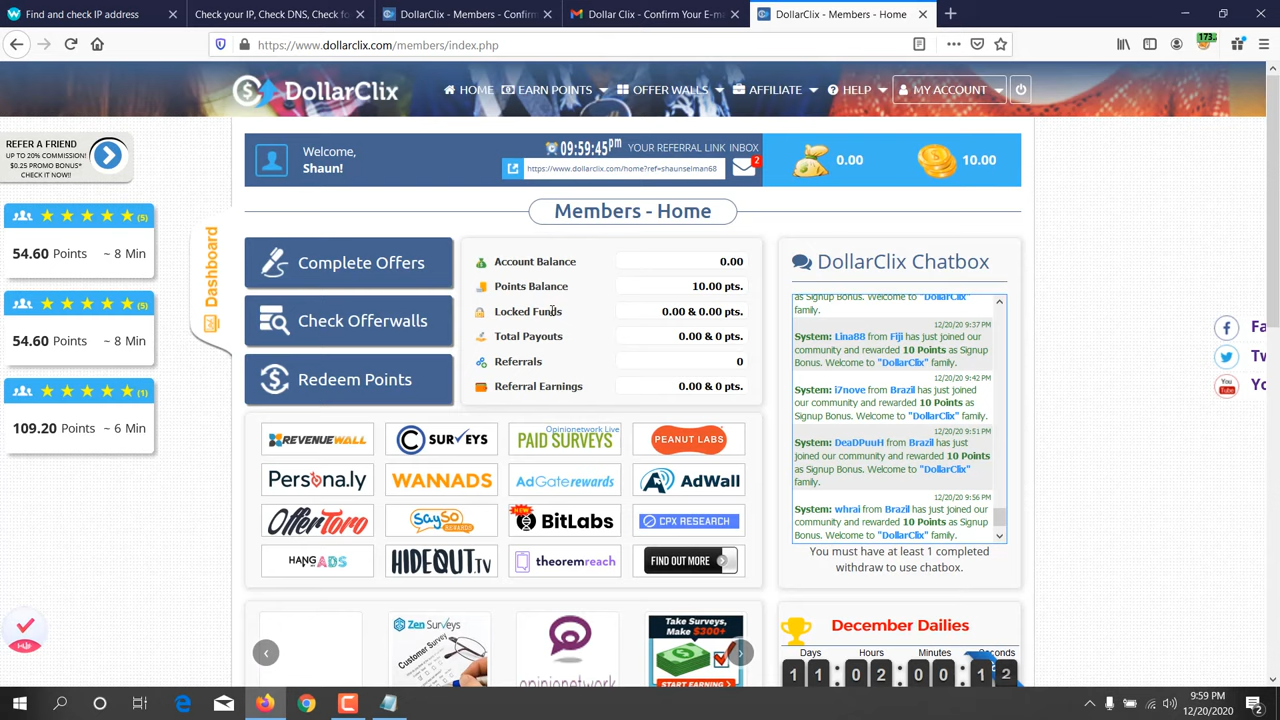 Find and check IP address
Check your IP, Check DNS, Check fo
DollarClix - Members - Confirm
Dollar Clix - Confirm Your E-m
DollarClix - Members - Home
https://www.dollarclix.com/members/index.php
173...
DollarClix
HOME
EARN POINTS
OFFER WALLS
AFFILIATE
HELP
MY ACCOUNT
REFER A FRIEND
UP TO 20% COMMISSION!
$0.25 PROMO BONUS*
CHECK IT NOW!!
(5)
54.60 Points ~ 8 Min
(5)
54.60 Points ~ 8 Min
(1)
109.20 Points ~ 6 Min
Dashboard
Welcome,
Shaun!
09:59:45pm
YOUR REFERRAL LINK
INBOX
https://www.dollarclix.com/home?ref=shaunselman68
2
0.00
10.00
Members - Home
Complete Offers
Check Offerwalls
Redeem Points
Account Balance 0.00
Points Balance 10.00 pts.
Locked Funds 0.00 & 0.00 pts.
Total Payouts 0.00 & 0 pts.
Referrals 0
Referral Earnings 0.00 & 0 pts.
REVENUEWALL
SURVEYS
Opinionetwork Live
PAID SURVEYS
PEANUT LABS
Persona.ly
WANNADS
AdGaterewards
AdWall
OfferToro
SaySo
REWARDS
NEW
BitLabs
CPX RESEARCH
HANG ADS
HIDEOUT.TV
theoremreach
FIND OUT MORE
Zen Surveys
Customer Survey
opinionetwork
Take Surveys,
Make $300+
START EARNING
DollarClix Chatbox
as Signup Bonus. Welcome to "DollarClix"
family.
12/20/20 9:37 PM
System: Lina88 from Fiji has just joined
our community and rewarded 10 Points as
Signup Bonus. Welcome to "DollarClix" family.
12/20/20 9:42 PM
System: i7nove from Brazil has just joined
our community and rewarded 10 Points as
Signup Bonus. Welcome to "DollarClix" family.
12/20/20 9:51 PM
System: DeaDPuuH from Brazil has just
joined our community and rewarded 10 Points
as Signup Bonus. Welcome to "DollarClix"
family.
12/20/20 9:56 PM
System: whrai from Brazil has just joined our
community and rewarded 10 Points as Signup
Bonus. Welcome to "DollarClix" family.
You must have at least 1 completed
withdraw to use chatbox.
December Dailies
Days Hours Minutes Seconds
11 : 02 : 00 : 12
Fa
Tw
You
Tube
Yo
9:59 PM
12/20/2020
2